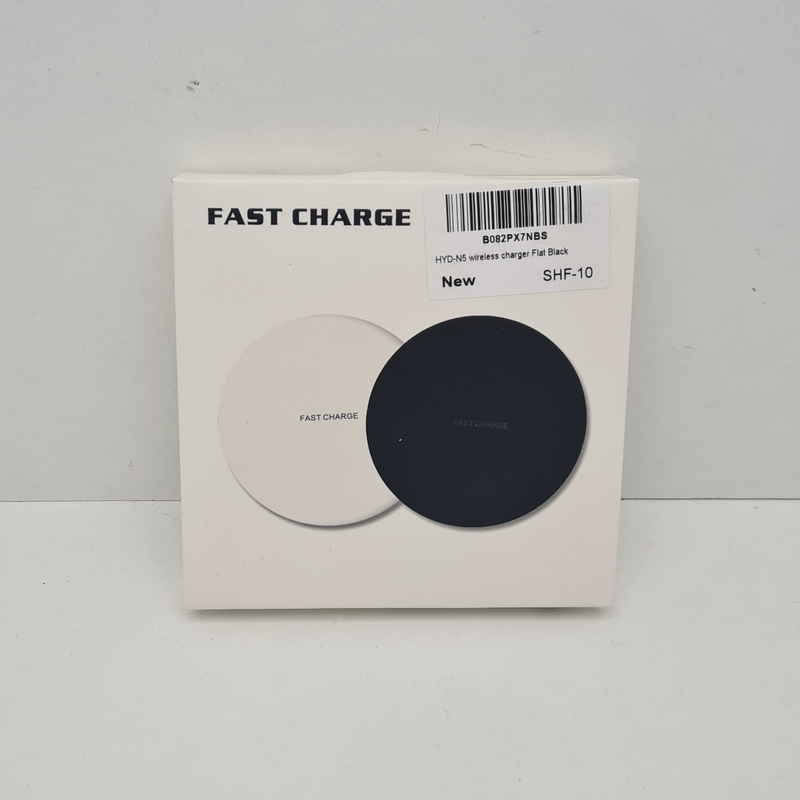 FAST CHARGE
B082PX7NBS
HYD-N5 wireless charger Flat Black
New
SHF-10
FAST CHARGE
FAST CHARGE